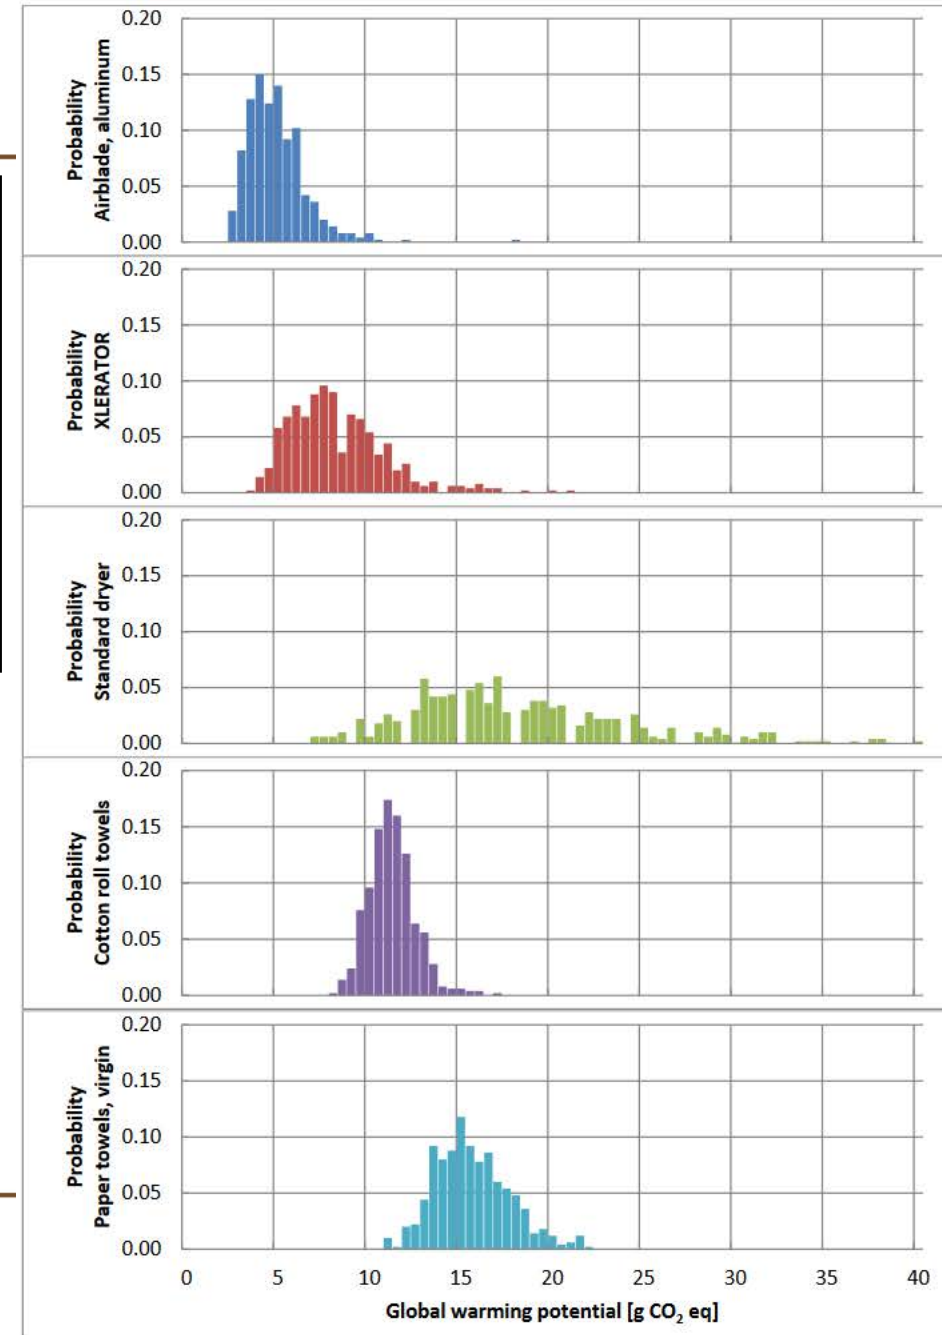 Probability
Airblade, aluminum
0.20
0.15
0.10
0.05
0.00
Probability
XLERATOR
0.20
0.15
0.10
0.05
0.00
Probability
Standard dryer
0.20
0.15
0.10
0.05
0.00
Probability
Cotton roll towels
0.20
0.15
0.10
0.05
0.00
Probability
Paper towels, virgin
0.20
0.15
0.10
0.05
0.00
0 5 10 15 20 25 30 35 40
Global warming potential [g CO₂ eq]